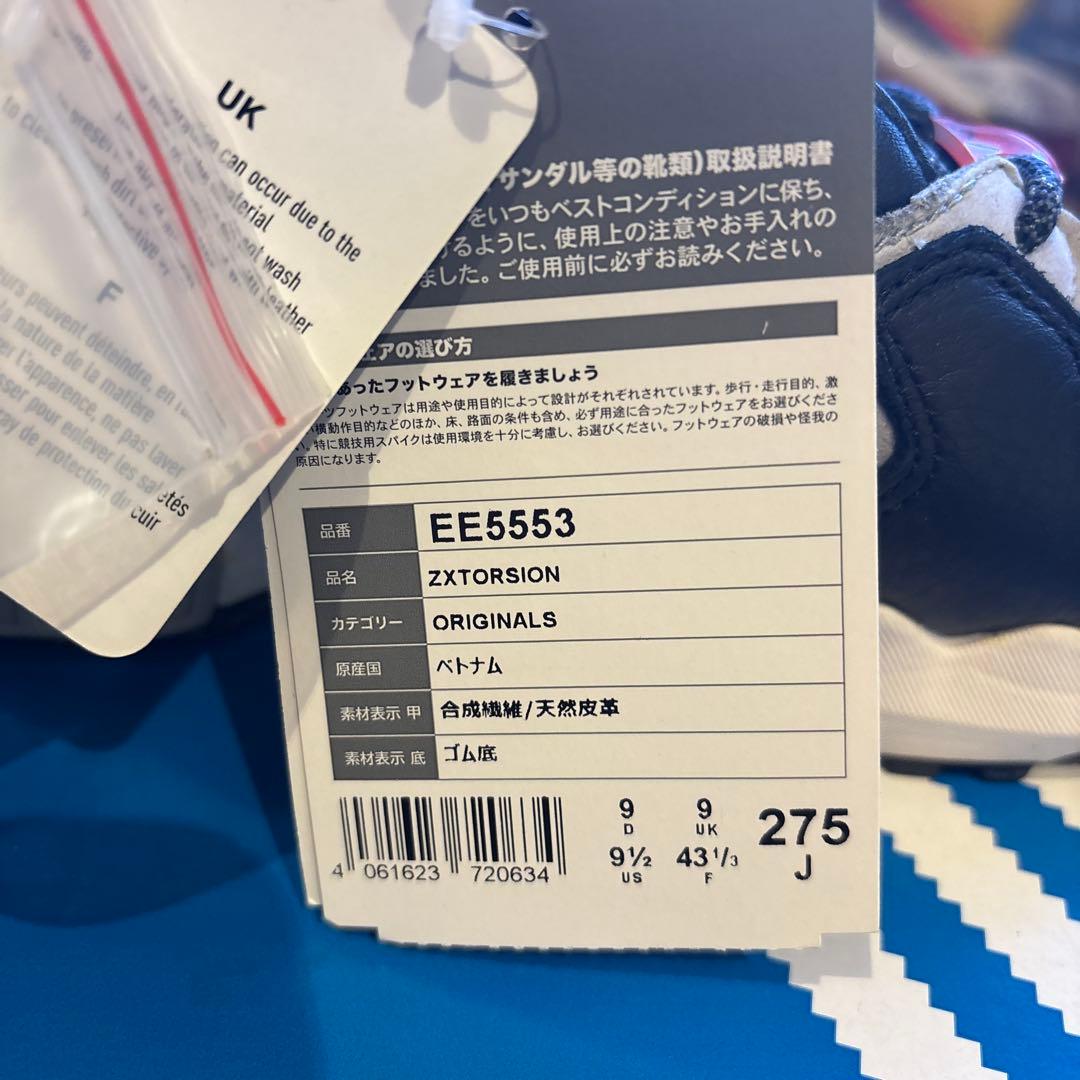 UK
can occur due to the
material
not wash
leather
F
peuvent déteindre, en
la nature de la matière
l'apparence, ne pas laver
pour enlever les saletés
de protection du cuir
サンダル等の靴類)取扱説明書
をいつもベストコンディションに保ち、
るように、使用上の注意やお手入れの
ました。ご使用前に必ずお読みください。
ェアの選び方
あったフットウェアを履きましょう
ツフットウェアは用途や使用目的によって設計がそれぞれされています。歩行・走行目的、激
い横動作目的などのほか、床、路面の条件も含め、必ず用途に合ったフットウェアをお選びくださ
い。特に競技用スパイクは使用環境を十分に考慮し、お選びください。フットウェアの破損や怪我の
原因になります。
品番 EE5553
品名 ZXTORSION
カテゴリー ORIGINALS
原産国 ベトナム
素材表示 甲 合成繊維/天然皮革
素材表示 底 ゴム底
9 9 275
D UK J
9½ 43 1/3
US F
4 061623 720634